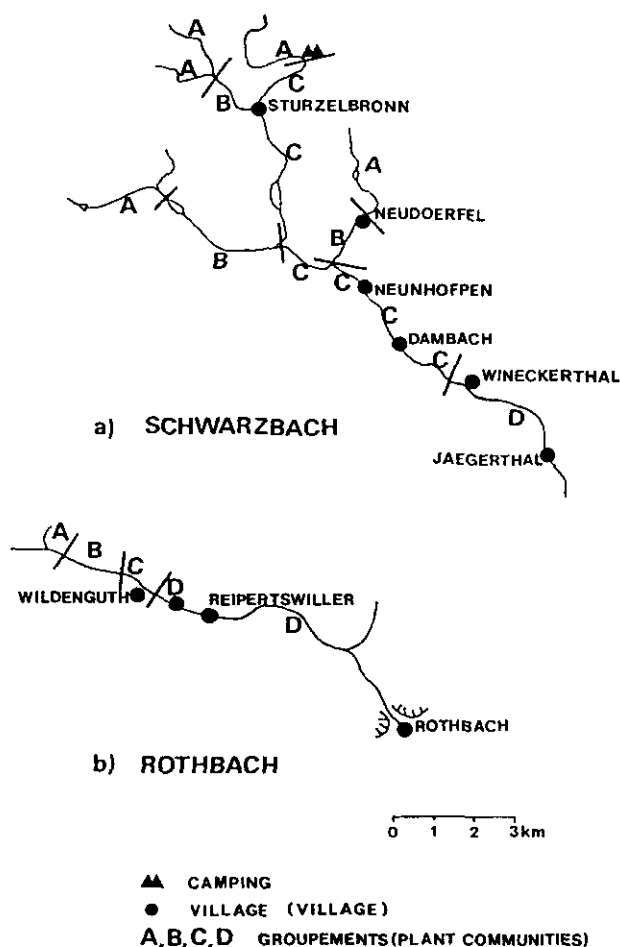 A
A
A
C
B
STURZELBRONN
C
A
A
NEUDOERFEL
B
B
C
C
NEUNHOFPEN
C
DAMBACH
C
WINECKERTHAL
D
a) SCHWARZBACH
JAEGERTHAL
A
B
C
D
WILDENGUTH
REIPERTSWILLER
D
ROTHBACH
b) ROTHBACH
0 1 2 3km
CAMPING
VILLAGE (VILLAGE)
A,B,C,D GROUPEMENTS(PLANT COMMUNITIES)